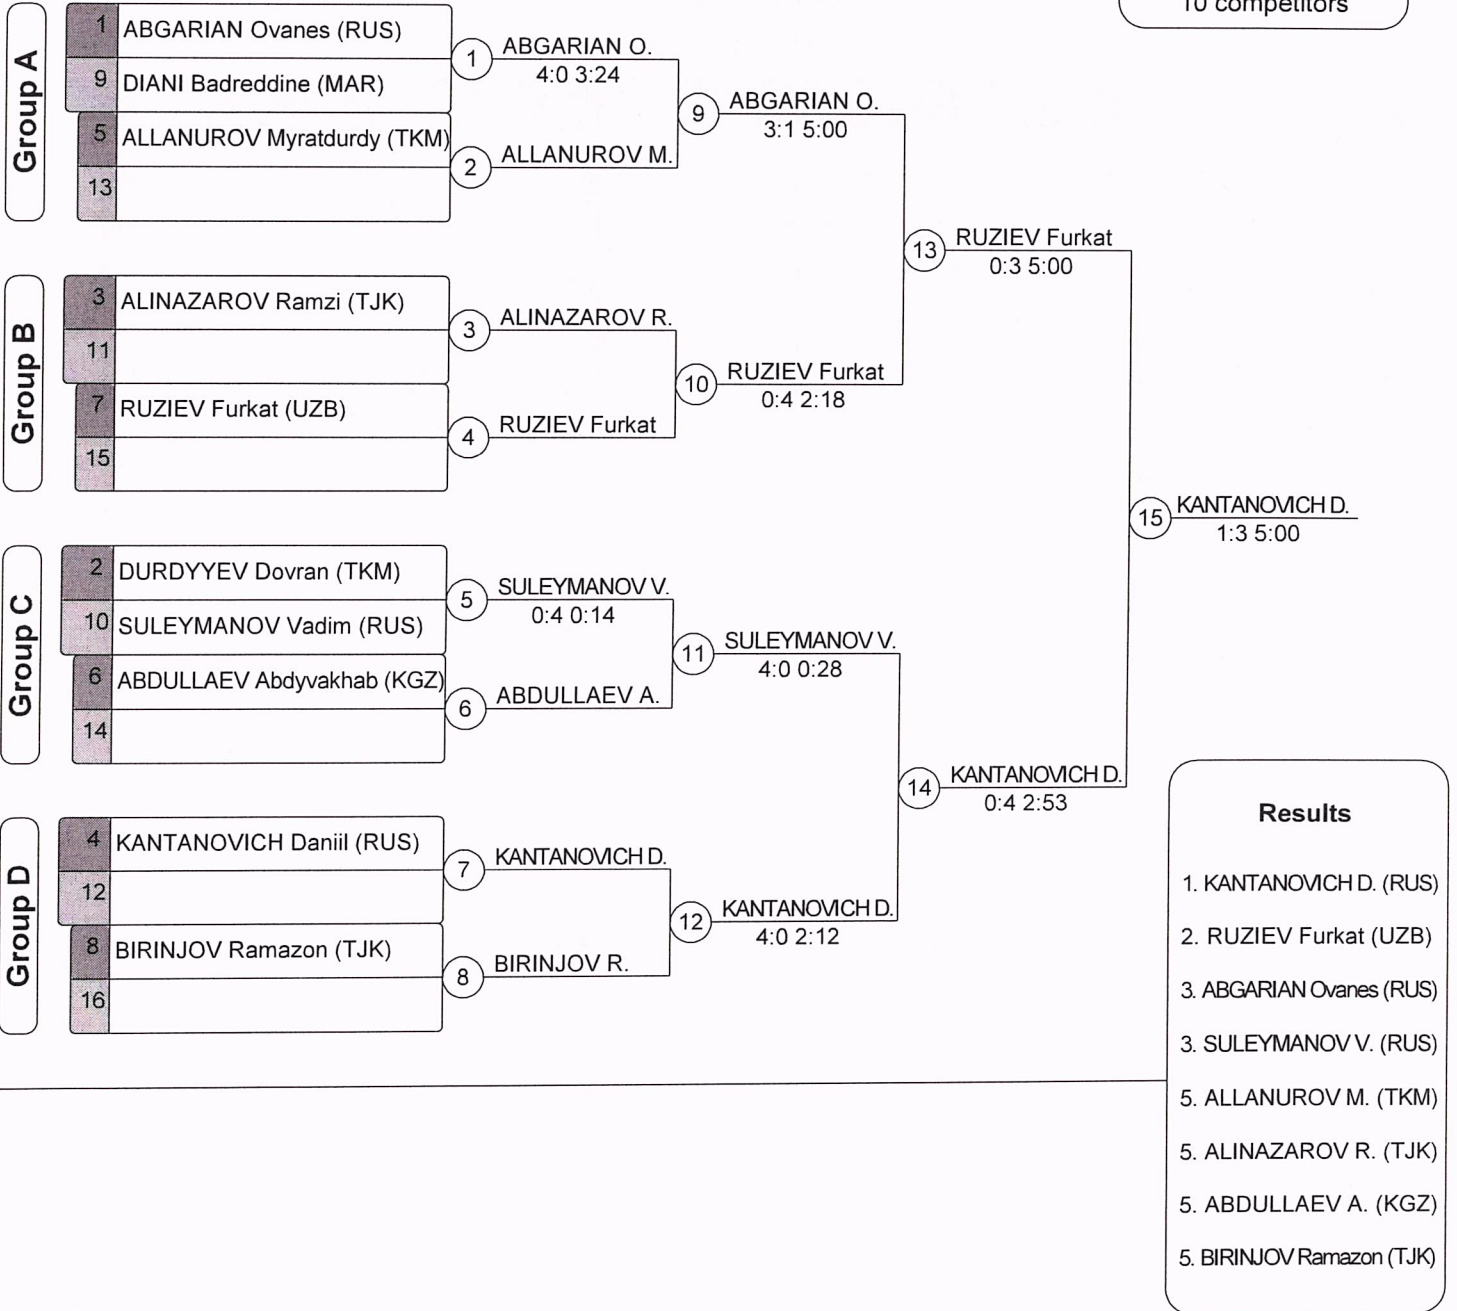 10 competitors
Group A
1 ABGARIAN Ovanes (RUS)
9 DIANI Badreddine (MAR)
5 ALLANUROV Myratdurdy (TKM)
13
1 ABGARIAN O.
4:0 3:24
2 ALLANUROV M.
9 ABGARIAN O.
3:1 5:00
Group B
3 ALINAZAROV Ramzi (TJK)
11
7 RUZIEV Furkat (UZB)
15
3 ALINAZAROV R.
4 RUZIEV Furkat
10 RUZIEV Furkat
0:4 2:18
13 RUZIEV Furkat
0:3 5:00
Group C
2 DURDYYEV Dovran (TKM)
10 SULEYMANOV Vadim (RUS)
6 ABDULLAEV Abdyvakhab (KGZ)
14
5 SULEYMANOV V.
0:4 0:14
6 ABDULLAEV A.
11 SULEYMANOV V.
4:0 0:28
Group D
4 KANTANOVICH Daniil (RUS)
12
8 BIRINJOV Ramazon (TJK)
16
7 KANTANOVICH D.
8 BIRINJOV R.
12 KANTANOVICH D.
4:0 2:12
14 KANTANOVICH D.
0:4 2:53
15 KANTANOVICH D.
1:3 5:00
Results
1. KANTANOVICH D. (RUS)
2. RUZIEV Furkat (UZB)
3. ABGARIAN Ovanes (RUS)
3. SULEYMANOV V. (RUS)
5. ALLANUROV M. (TKM)
5. ALINAZAROV R. (TJK)
5. ABDULLAEV A. (KGZ)
5. BIRINJOV Ramazon (TJK)